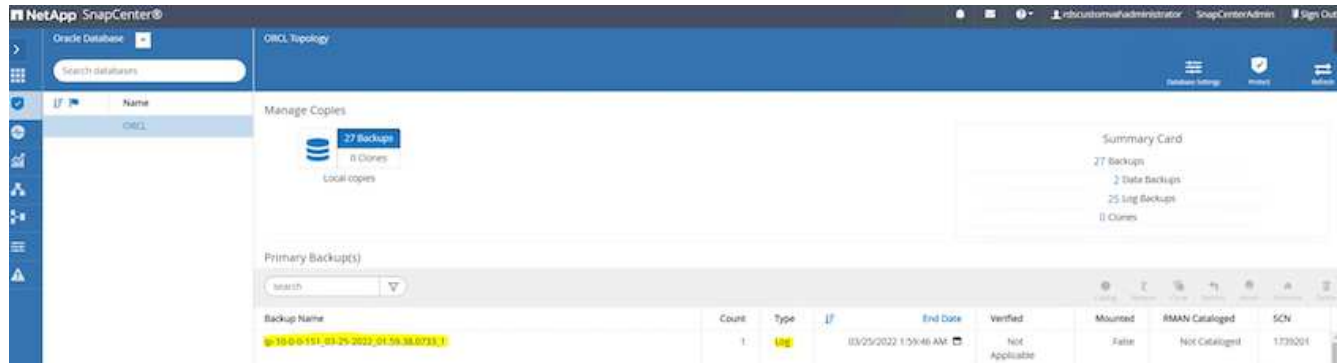 NetApp SnapCenter®
rdscustomval\administrator SnapCenterAdmin Sign Out
Oracle Database
Search databases
Name
ORCL
ORCL Topology
Database Settings Protect Refresh
Manage Copies
27 Backups
0 Clones
Local copies
Summary Card
27 Backups
2 Data Backups
25 Log Backups
0 Clones
Primary Backup(s)
search
Backup Name Count Type End Date Verified Mounted RMAN Cataloged SCN
ip-10-0-0-151_03-25-2022_01.59.38.0733_1 1 Log 03/25/2022 1:59:46 AM Not Applicable False Not Cataloged 1739201